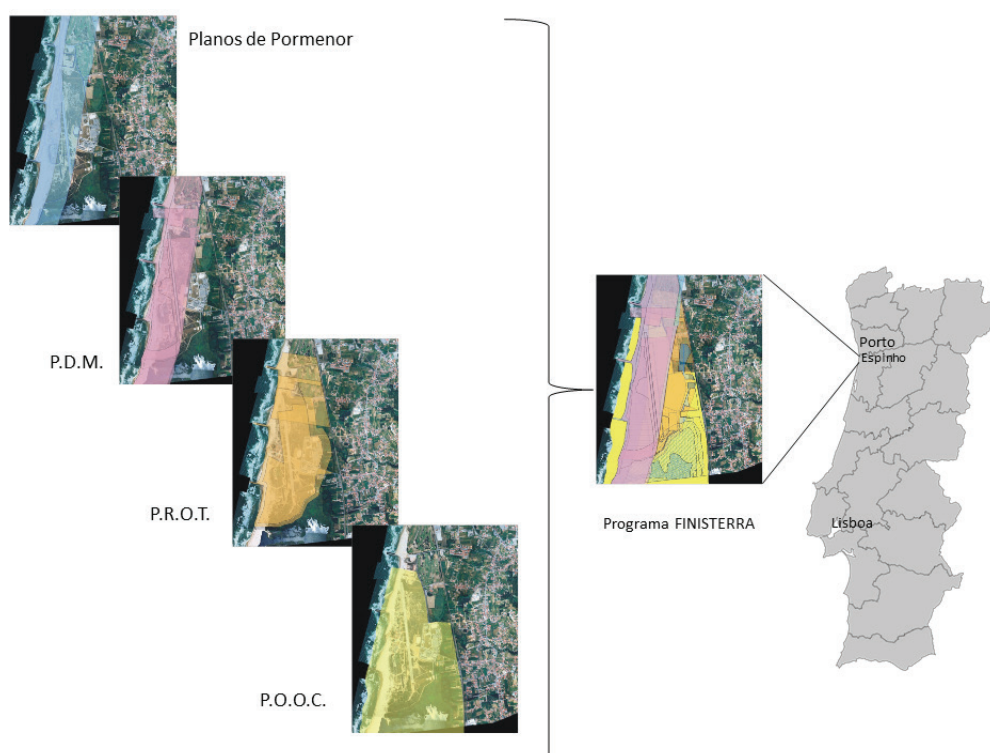 Planos de Pormenor
P.D.M.
P.R.O.T.
P.O.O.C.
Programa FINISTERRA
Porto
Espinho
Lisboa